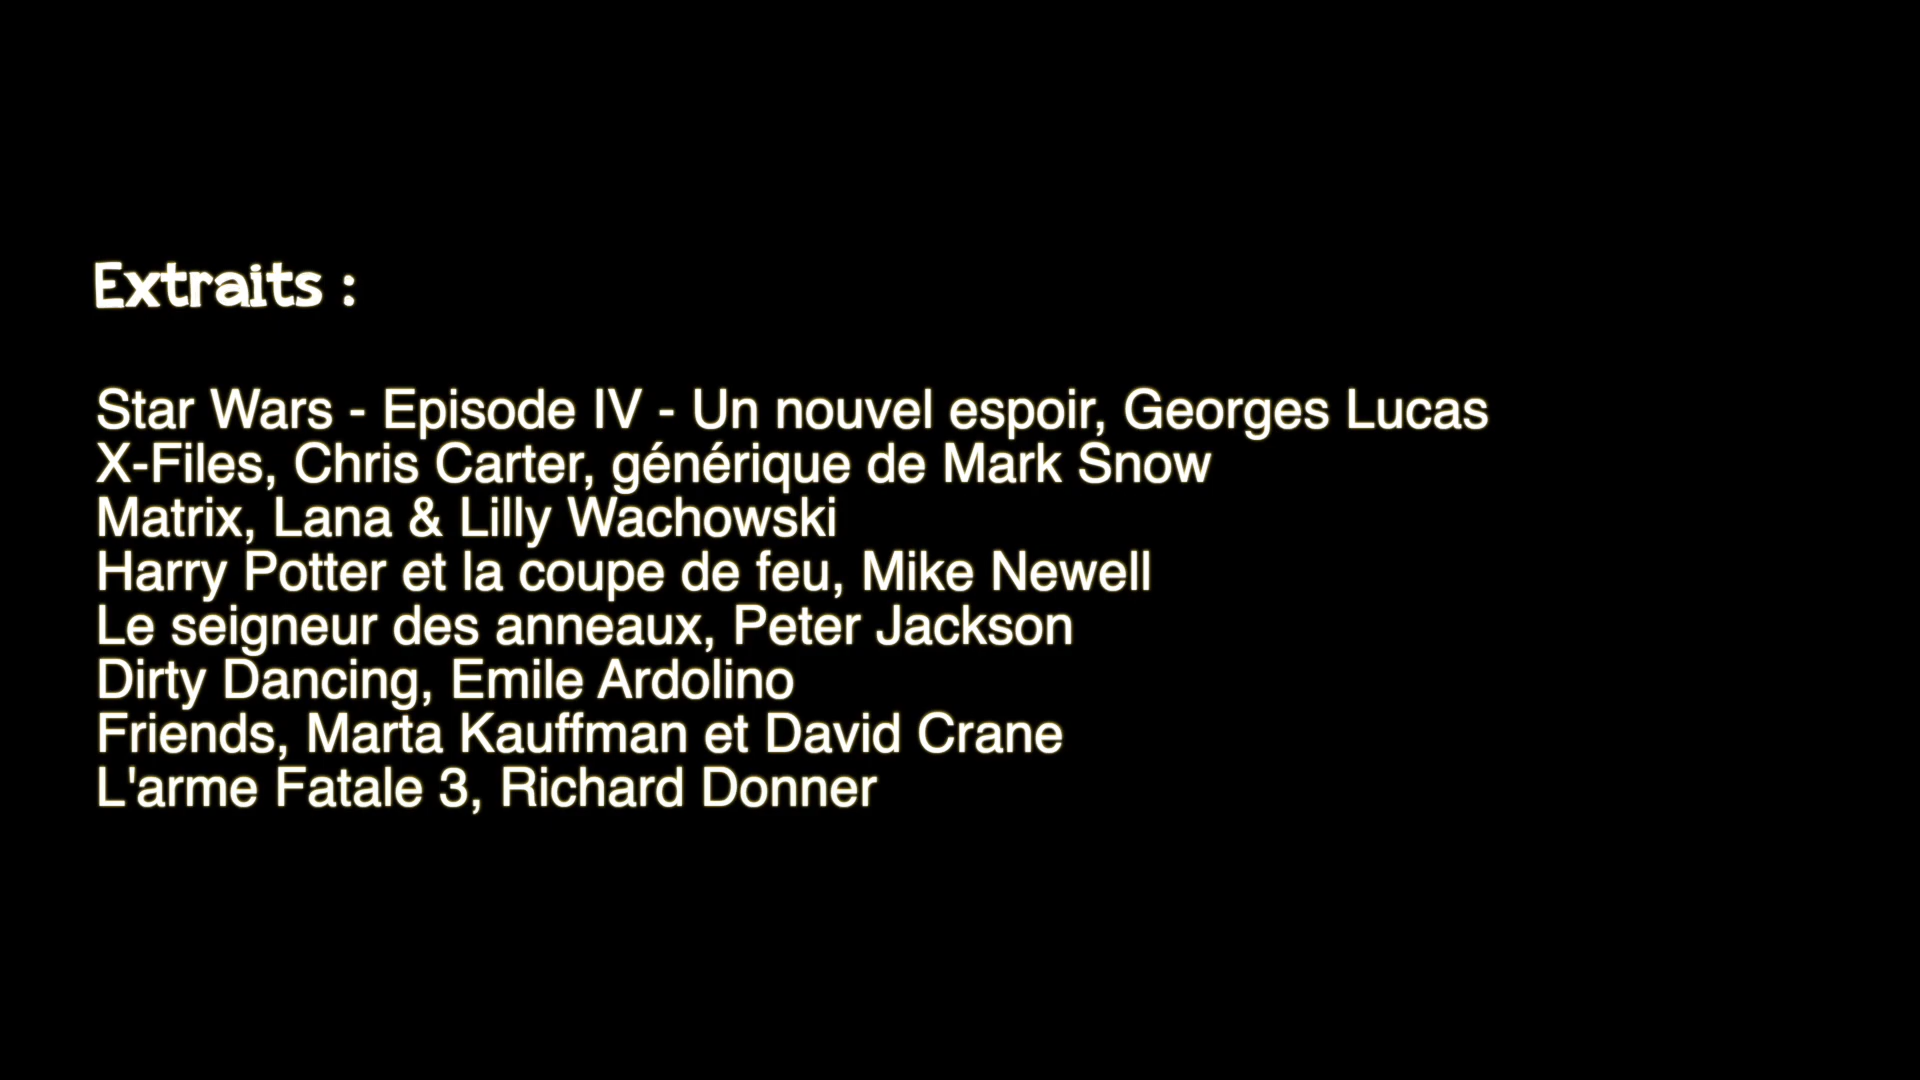 Extraits :
Star Wars - Episode IV - Un nouvel espoir, Georges Lucas
X-Files, Chris Carter, générique de Mark Snow
Matrix, Lana & Lilly Wachowski
Harry Potter et la coupe de feu, Mike Newell
Le seigneur des anneaux, Peter Jackson
Dirty Dancing, Emile Ardolino
Friends, Marta Kauffman et David Crane
L'arme Fatale 3, Richard Donner